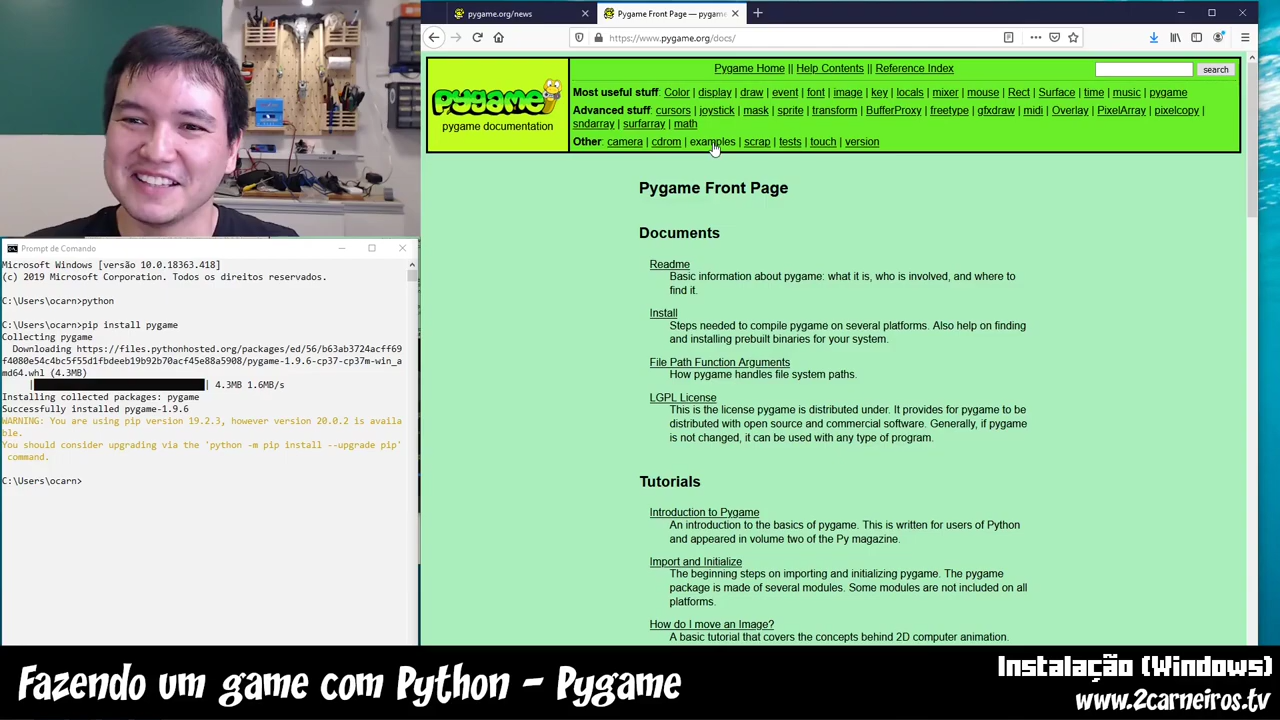 pygame.org/news
Pygame Front Page — pygame
https://www.pygame.org/docs/
pygame
pygame documentation
Pygame Home || Help Contents || Reference Index
search
Most useful stuff: Color | display | draw | event | font | image | key | locals | mixer | mouse | Rect | Surface | time | music | pygame
Advanced stuff: cursors | joystick | mask | sprite | transform | BufferProxy | freetype | gfxdraw | midi | Overlay | PixelArray | pixelcopy |
sndarray | surfarray | math
Other: camera | cdrom | examples | scrap | tests | touch | version
Pygame Front Page
Documents
Readme
Basic information about pygame: what it is, who is involved, and where to
find it.
Install
Steps needed to compile pygame on several platforms. Also help on finding
and installing prebuilt binaries for your system.
File Path Function Arguments
How pygame handles file system paths.
LGPL License
This is the license pygame is distributed under. It provides for pygame to be
distributed with open source and commercial software. Generally, if pygame
is not changed, it can be used with any type of program.
Tutorials
Introduction to Pygame
An introduction to the basics of pygame. This is written for users of Python
and appeared in volume two of the Py magazine.
Import and Initialize
The beginning steps on importing and initializing pygame. The pygame
package is made of several modules. Some modules are not included on all
platforms.
How do I move an Image?
A basic tutorial that covers the concepts behind 2D computer animation.
Prompt de Comando
Microsoft Windows [versão 10.0.18363.418]
(c) 2019 Microsoft Corporation. Todos os direitos reservados.
C:\Users\ocarn>python
C:\Users\ocarn>pip install pygame
Collecting pygame
Downloading https://files.pythonhosted.org/packages/ed/56/b63ab3724acff69
f4080e54c4bc5f55d1fbdeeb19b92b70acf45e88a5908/pygame-1.9.6-cp37-cp37m-win_a
md64.whl (4.3MB)
| | 4.3MB 1.6MB/s
Installing collected packages: pygame
Successfully installed pygame-1.9.6
WARNING: You are using pip version 19.2.3, however version 20.0.2 is availa
ble.
You should consider upgrading via the 'python -m pip install --upgrade pip'
command.
C:\Users\ocarn>
Fazendo um game com Python - Pygame
Instalação (Windows)
www.2carneiros.tv